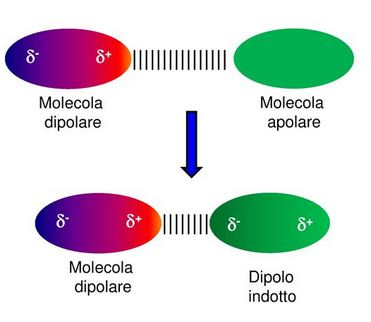 δ- δ+
Molecola
dipolare
Molecola
apolare
δ- δ+
δ- δ+
Molecola
dipolare
Dipolo
indotto